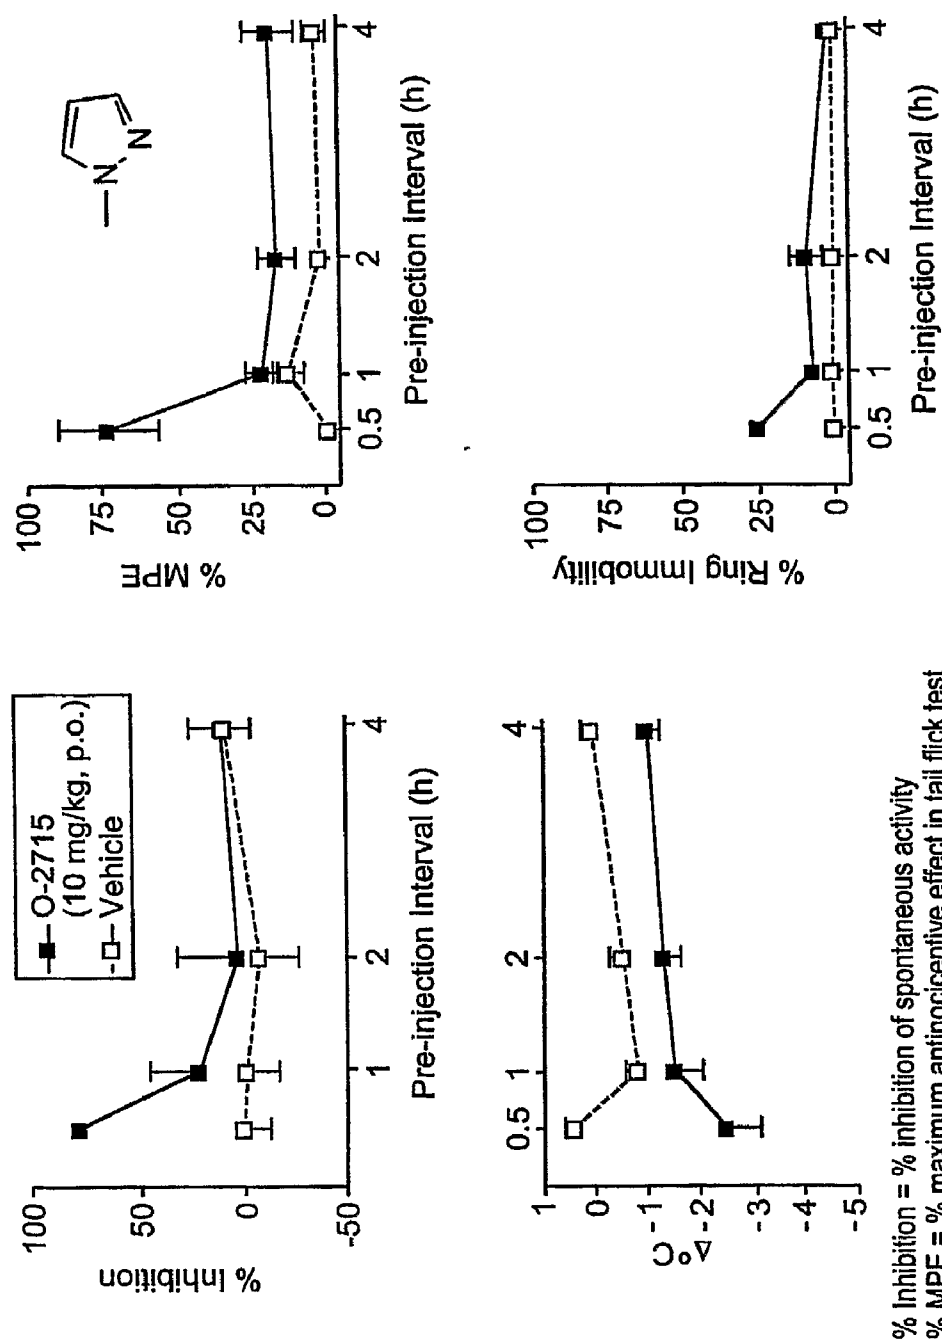 O-2715
(10 mg/kg, p.o.)
Vehicle
% Inhibition
100
50
0
-50
1
2
4
Pre-injection Interval (h)
% MPE
100
75
50
25
0
0.5
1
2
4
Pre-injection Interval (h)
N
N
Δ°C
1
0
-1
-2
-3
-4
-5
0.5
1
2
4
% Ring Immobility
100
75
50
25
0
0.5
1
2
4
Pre-injection Interval (h)
% Inhibition = % inhibition of spontaneous activity
% MPE = % maximum antinociceptive effect in tail flick test